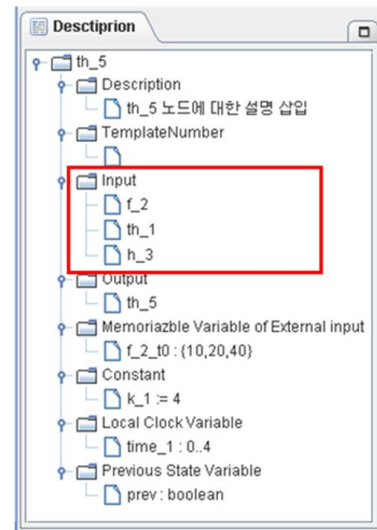 Desctiprion
th_5
Description
th_5 노드에 대한 설명 삽입
TemplateNumber
Input
f_2
th_1
h_3
Output
th_5
Memoriazble Variable of External input
f_2_t0 : {10,20,40}
Constant
k_1 := 4
Local Clock Variable
time_1 : 0..4
Previous State Variable
prev : boolean